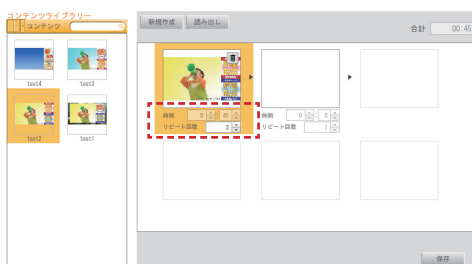 コンテンツライブラリー
コンテンツ
test4
test3
test2
test1
新規作成
読み出し
合計
00:45
時間
0
45
リピート回数
3
時間
0
0
リピート回数
1
保存